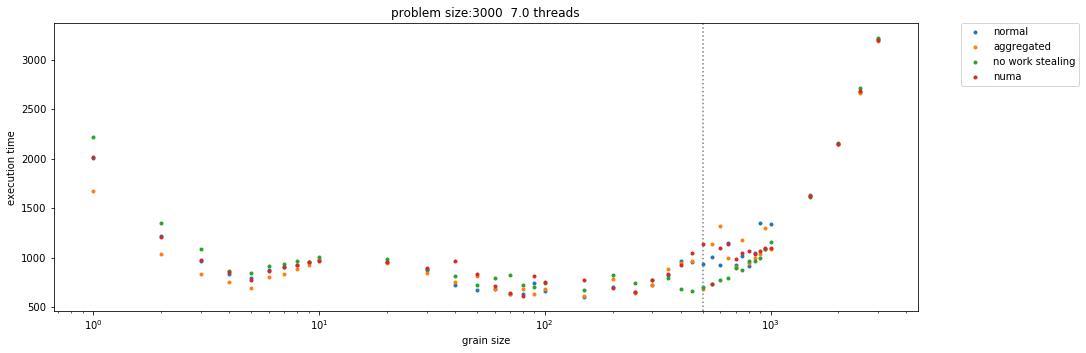 problem size:3000  7.0 threads
normal
aggregated
no work stealing
numa
execution time
3000
2500
2000
1500
1000
500
10⁰
10¹
10²
10³
grain size